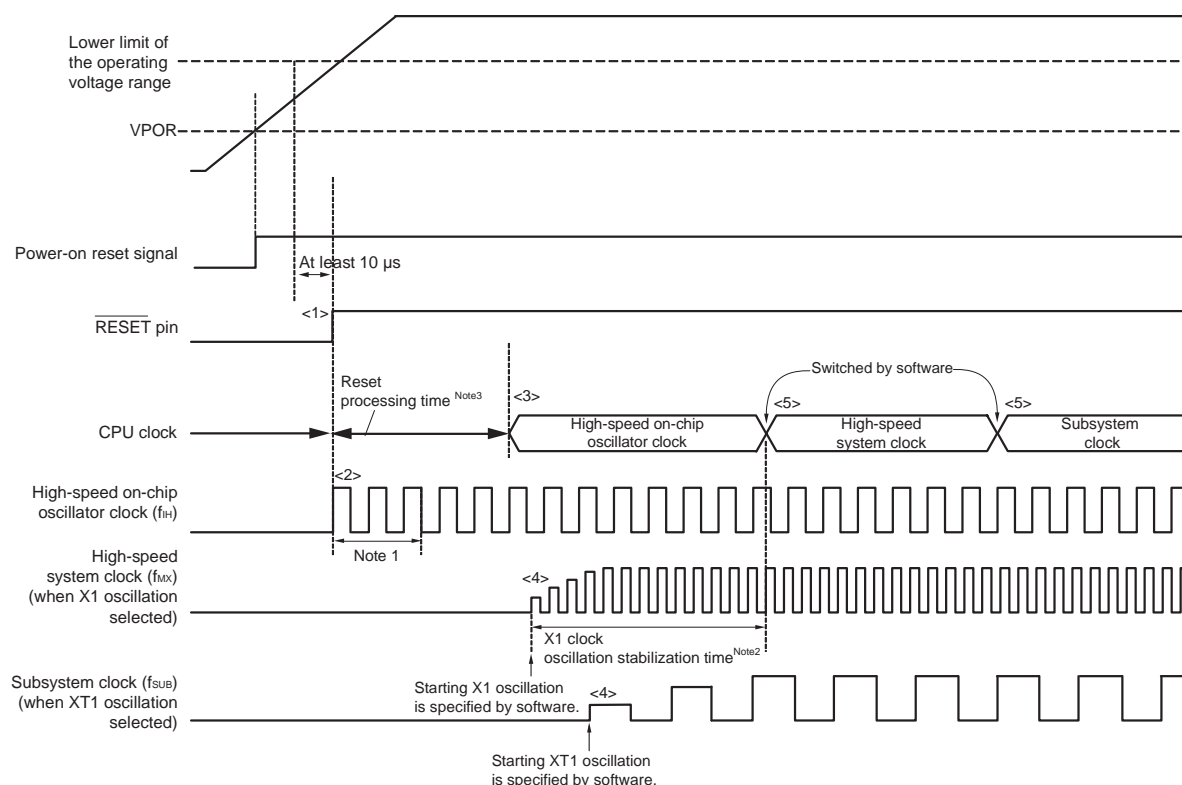 Lower limit of
the operating
voltage range
VPOR
Power-on reset signal
At least 10 µs
<1>
RESET pin
Reset
processing time Note3
<3>
Switched by software
<5>
<5>
CPU clock
High-speed on-chip
oscillator clock
High-speed
system clock
Subsystem
clock
<2>
High-speed on-chip
oscillator clock (fIH)
Note 1
High-speed
system clock (fMX)
(when X1 oscillation
selected)
<4>
X1 clock
oscillation stabilization time Note2
Starting X1 oscillation
is specified by software.
Subsystem clock (fSUB)
(when XT1 oscillation
selected)
<4>
Starting XT1 oscillation
is specified by software.